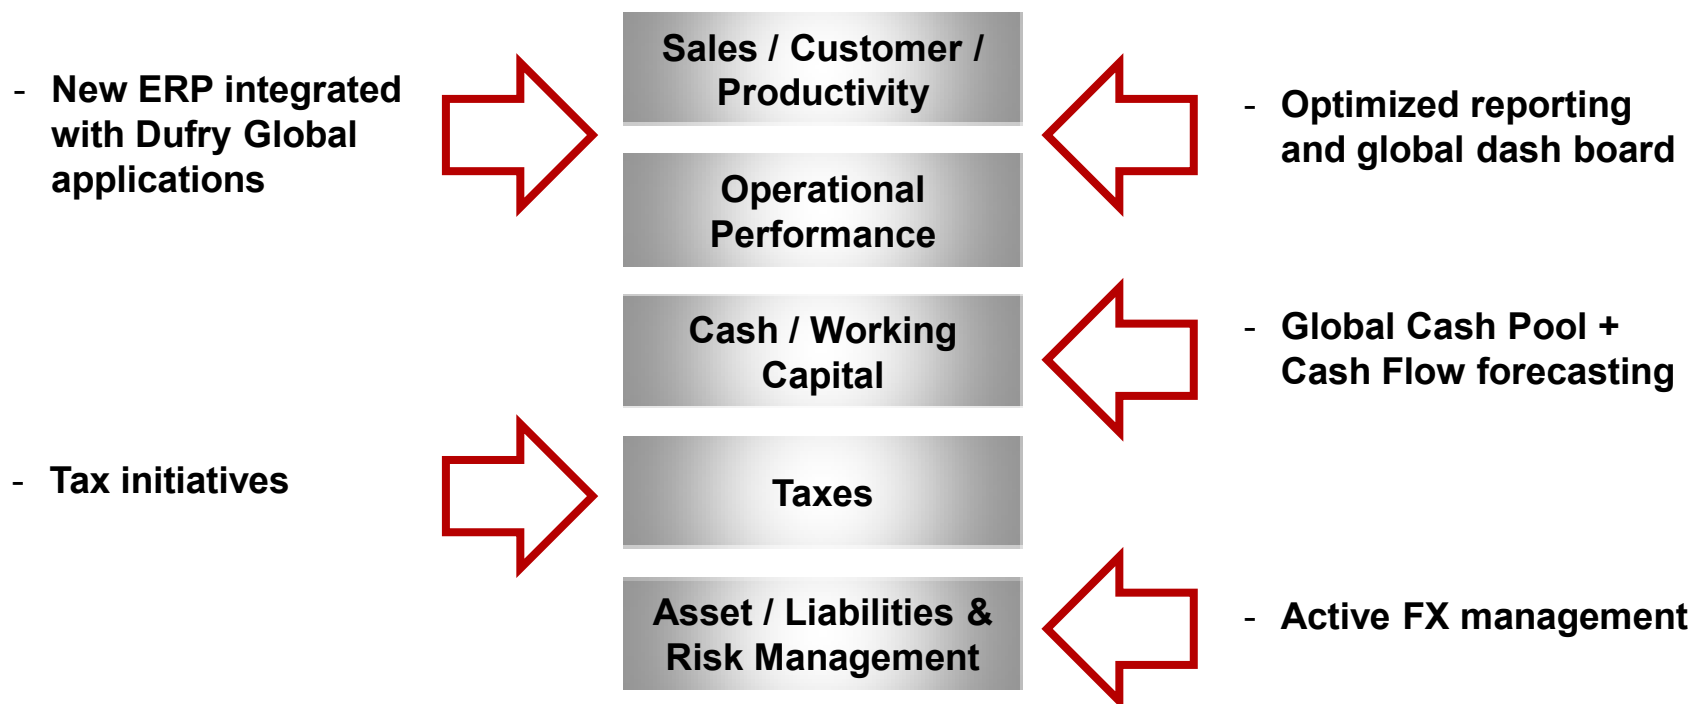 Sales / Customer /
Productivity
- New ERP integrated
with Dufry Global
applications
- Optimized reporting
and global dash board
Operational
Performance
Cash / Working
Capital
- Global Cash Pool +
Cash Flow forecasting
- Tax initiatives
Taxes
Asset / Liabilities &
Risk Management
- Active FX management